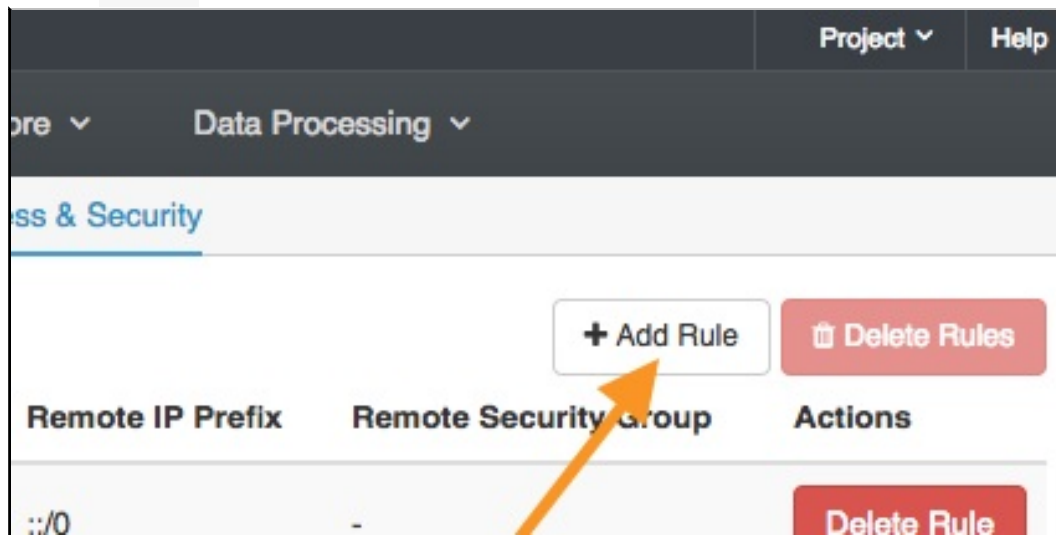 Project Help
ore Data Processing
ess & Security
+ Add Rule Delete Rules
Remote IP Prefix Remote Security Group Actions
::/0 - Delete Rule